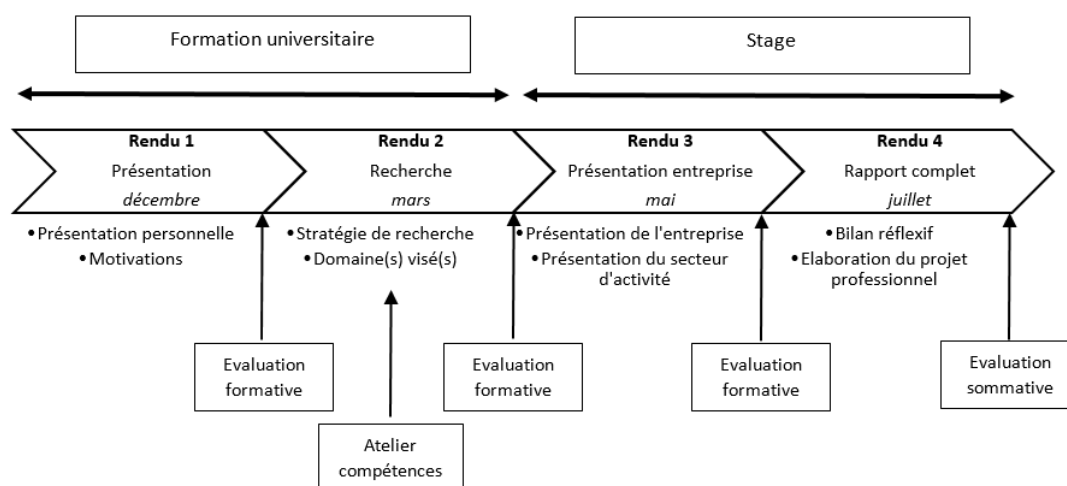 Formation universitaire
Stage
Rendu 1
Présentation
décembre
Rendu 2
Recherche
mars
Rendu 3
Présentation entreprise
mai
Rendu 4
Rapport complet
juillet
•Présentation personnelle
•Motivations
•Stratégie de recherche
•Domaine(s) visé(s)
•Présentation de l'entreprise
•Présentation du secteur
d'activité
•Bilan réflexif
•Elaboration du projet
professionnel
Evaluation
formative
Evaluation
formative
Evaluation
formative
Evaluation
sommative
Atelier
compétences